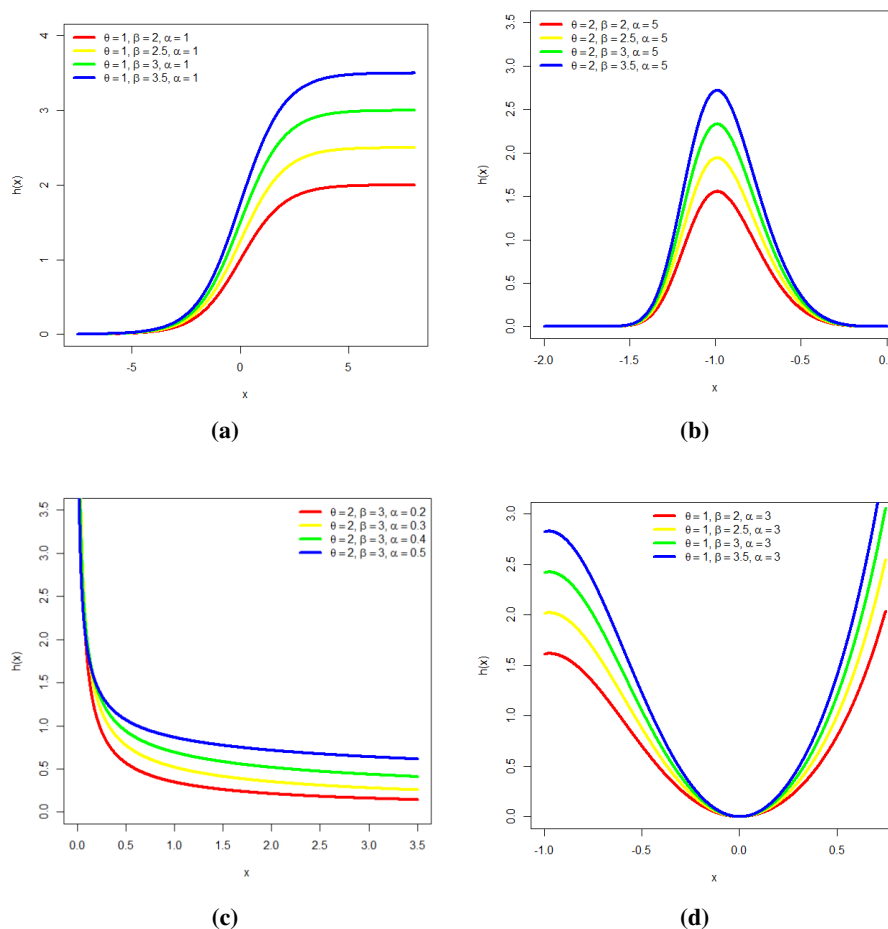 θ = 1, β = 2, α = 1
θ = 1, β = 2.5, α = 1
θ = 1, β = 3, α = 1
θ = 1, β = 3.5, α = 1
4
3
2
1
0
h(x)
-5
0
5
x
(a)
θ = 2, β = 2, α = 5
θ = 2, β = 2.5, α = 5
θ = 2, β = 3, α = 5
θ = 2, β = 3.5, α = 5
3.5
3.0
2.5
2.0
1.5
1.0
0.5
0.0
h(x)
-2.0
-1.5
-1.0
-0.5
x
(b)
θ = 2, β = 3, α = 0.2
θ = 2, β = 3, α = 0.3
θ = 2, β = 3, α = 0.4
θ = 2, β = 3, α = 0.5
3.5
3.0
2.5
2.0
1.5
1.0
0.5
0.0
h(x)
0.0
0.5
1.0
1.5
2.0
2.5
3.0
3.5
x
(c)
θ = 1, β = 2, α = 3
θ = 1, β = 2.5, α = 3
θ = 1, β = 3, α = 3
θ = 1, β = 3.5, α = 3
3.0
2.5
2.0
1.5
1.0
0.5
0.0
h(x)
-1.0
-0.5
0.0
0.5
x
(d)